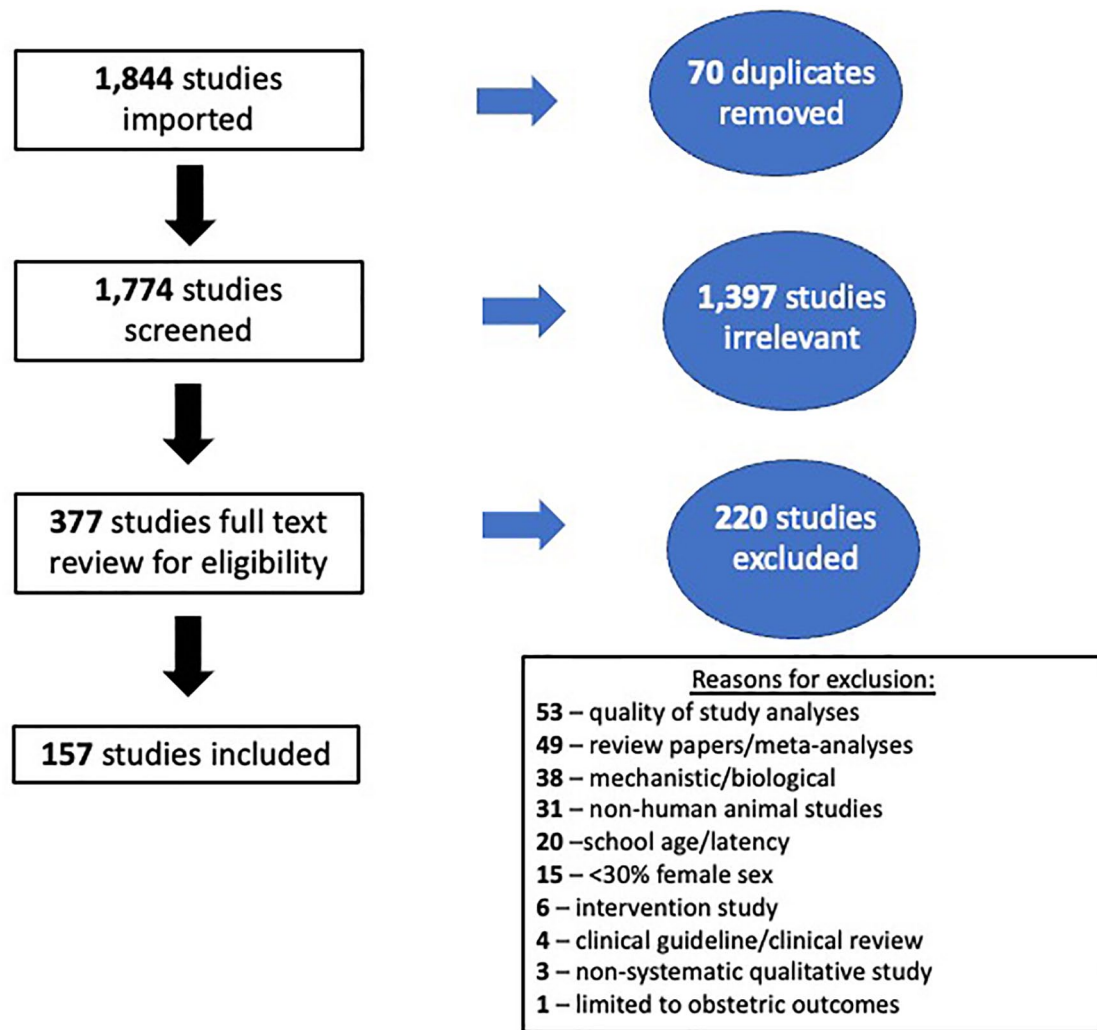 1,844 studies
imported
70 duplicates
removed
1,774 studies
screened
1,397 studies
irrelevant
377 studies full text
review for eligibility
220 studies
excluded
157 studies included
Reasons for exclusion:
53 – quality of study analyses
49 – review papers/meta-analyses
38 – mechanistic/biological
31 – non-human animal studies
20 –school age/latency
15 – <30% female sex
6 – intervention study
4 – clinical guideline/clinical review
3 – non-systematic qualitative study
1 – limited to obstetric outcomes